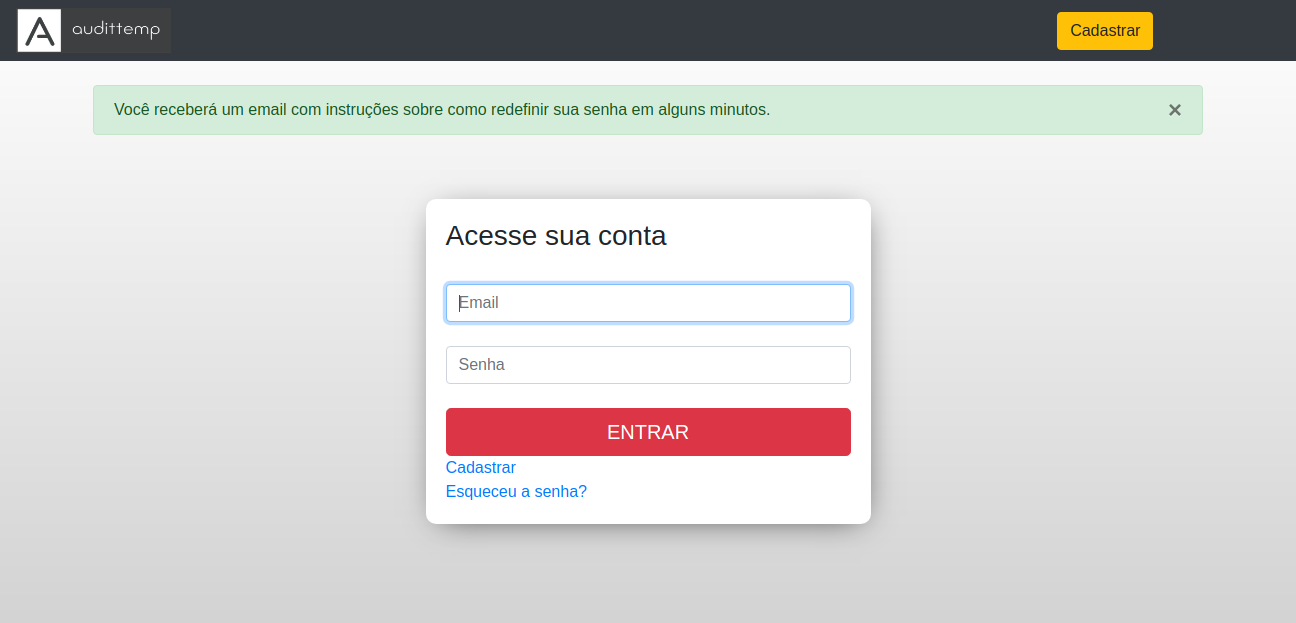 audittemp
Cadastrar
Você receberá um email com instruções sobre como redefinir sua senha em alguns minutos.
×
Acesse sua conta
Email
Senha
ENTRAR
Cadastrar
Esqueceu a senha?